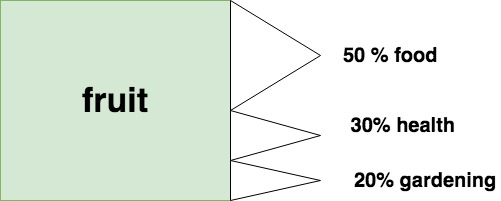 fruit
50 % food
30% health
20% gardening